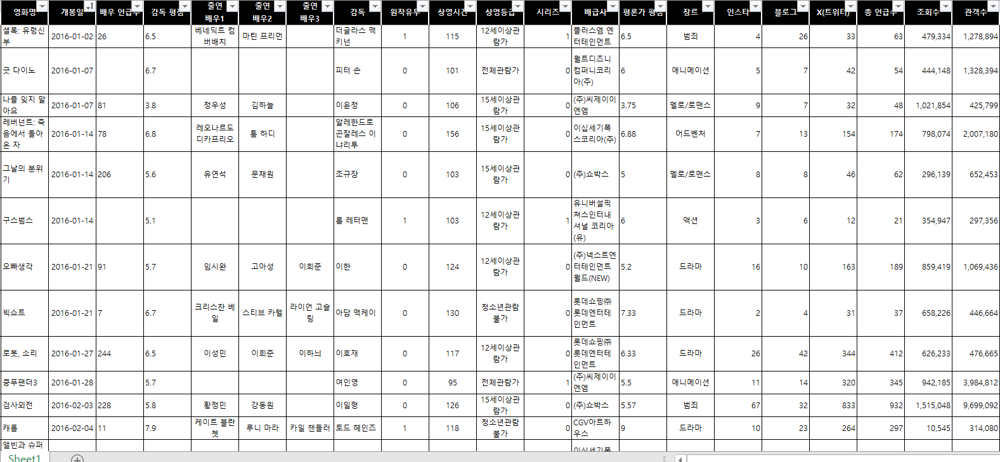 영화명 개봉일 배우 언급수 감독 평점 출연 배우1 출연 배우2 출연 배우3 감독 원작유무 상영시간 상영등급 시리즈 배급사 평론가 평점 장르 인스타 블로그 X(트위터) 총 언급수 조회수 관객수
셜록: 유령신부 2016-01-02 26 6.5 베네딕트 컴버배치 마틴 프리먼 더글라스 맥키넌 1 115 12세이상관람가 1 플러스엠 엔터테인먼트 6.5 범죄 4 26 33 63 479,334 1,278,894
굿 다이노 2016-01-07 6.7 피터 손 0 101 전체관람가 0 월트디즈니컴퍼니코리아(주) 6 애니메이션 5 7 42 54 444,148 1,328,394
나를 잊지 말아요 2016-01-07 81 3.8 정우성 김하늘 이윤정 0 106 15세이상관람가 0 (주)씨제이이엔엠 3.75 멜로/로맨스 9 7 32 48 1,021,854 425,799
레버넌트: 죽음에서 돌아온 자 2016-01-14 78 6.8 레오나르도 디카프리오 톰 하디 알레한드로 곤잘레스 이냐리투 0 156 15세이상관람가 0 이십세기폭스코리아(주) 6.88 어드벤처 7 13 154 174 798,074 2,007,180
그날의 분위기 2016-01-14 206 5.6 유연석 문채원 조규장 0 103 15세이상관람가 0 (주)쇼박스 5 멜로/로맨스 8 8 46 62 296,139 652,453
구스범스 2016-01-14 5.1 롭 레터맨 1 103 12세이상관람가 1 유니버설픽쳐스인터내셔널 코리아(유) 6 액션 3 6 12 21 354,947 297,356
오빠생각 2016-01-21 91 5.7 임시완 고아성 이희준 이한 0 124 12세이상관람가 0 (주)넥스트엔터테인먼트월드(NEW) 5.2 드라마 16 10 163 189 859,419 1,069,436
빅쇼트 2016-01-21 7 6.7 크리스찬 베일 스티브 카렐 라이언 고슬링 아담 맥케이 0 130 청소년관람불가 0 롯데쇼핑㈜롯데엔터테인먼트 7.33 드라마 2 4 31 37 658,226 446,664
로봇, 소리 2016-01-27 244 6.5 이성민 이희준 이하늬 이호재 0 117 12세이상관람가 0 롯데쇼핑㈜롯데엔터테인먼트 6.33 드라마 26 42 344 412 626,233 476,665
쿵푸팬더3 2016-01-28 5.7 여인영 0 95 전체관람가 1 (주)씨제이이엔엠 5.5 애니메이션 11 14 320 345 942,185 3,984,812
검사외전 2016-02-03 228 5.8 황정민 강동원 이일형 0 126 15세이상관람가 0 (주)쇼박스 5.57 범죄 67 32 833 932 1,515,048 9,699,092
캐롤 2016-02-04 11 7.9 케이트 블란쳇 루니 마라 카일 챈들러 토드 헤인즈 1 118 청소년관람불가 0 CGV아트하우스 9 드라마 10 23 264 297 10,545 314,080
앨빈과 슈퍼 이십세기폭
Sheet1